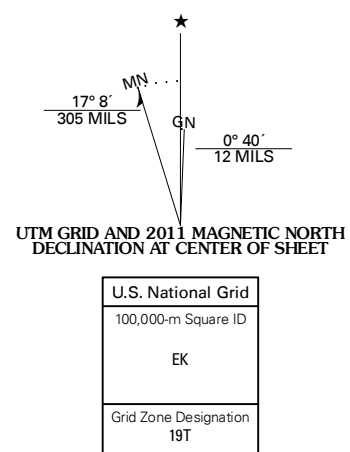 ★
MN
GN
17° 8´
305 MILS
0° 40´
12 MILS
UTM GRID AND 2011 MAGNETIC NORTH
DECLINATION AT CENTER OF SHEET
U.S. National Grid
100,000-m Square ID
EK
Grid Zone Designation
19T